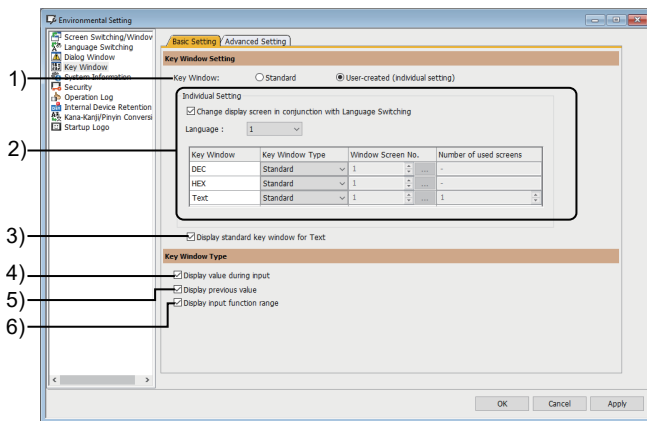 Environmental Setting
Screen Switching/Window
Language Switching
Dialog Window
Key Window
System Information
Security
Operation Log
Internal Device Retention
Kana-Kanji/Pinyin Conversi
Startup Logo
Basic Setting
Advanced Setting
Key Window Setting
1)
Key Window:
Standard
User-created (individual setting)
Individual Setting
Change display screen in conjunction with Language Switching
2)
Language :
1
Key Window
Key Window Type
Window Screen No.
Number of used screens
DEC
Standard
1
...
-
HEX
Standard
1
...
-
Text
Standard
1
...
1
3)
Display standard key window for Text
Key Window Type
4)
Display value during input
5)
Display previous value
6)
Display input function range
OK
Cancel
Apply